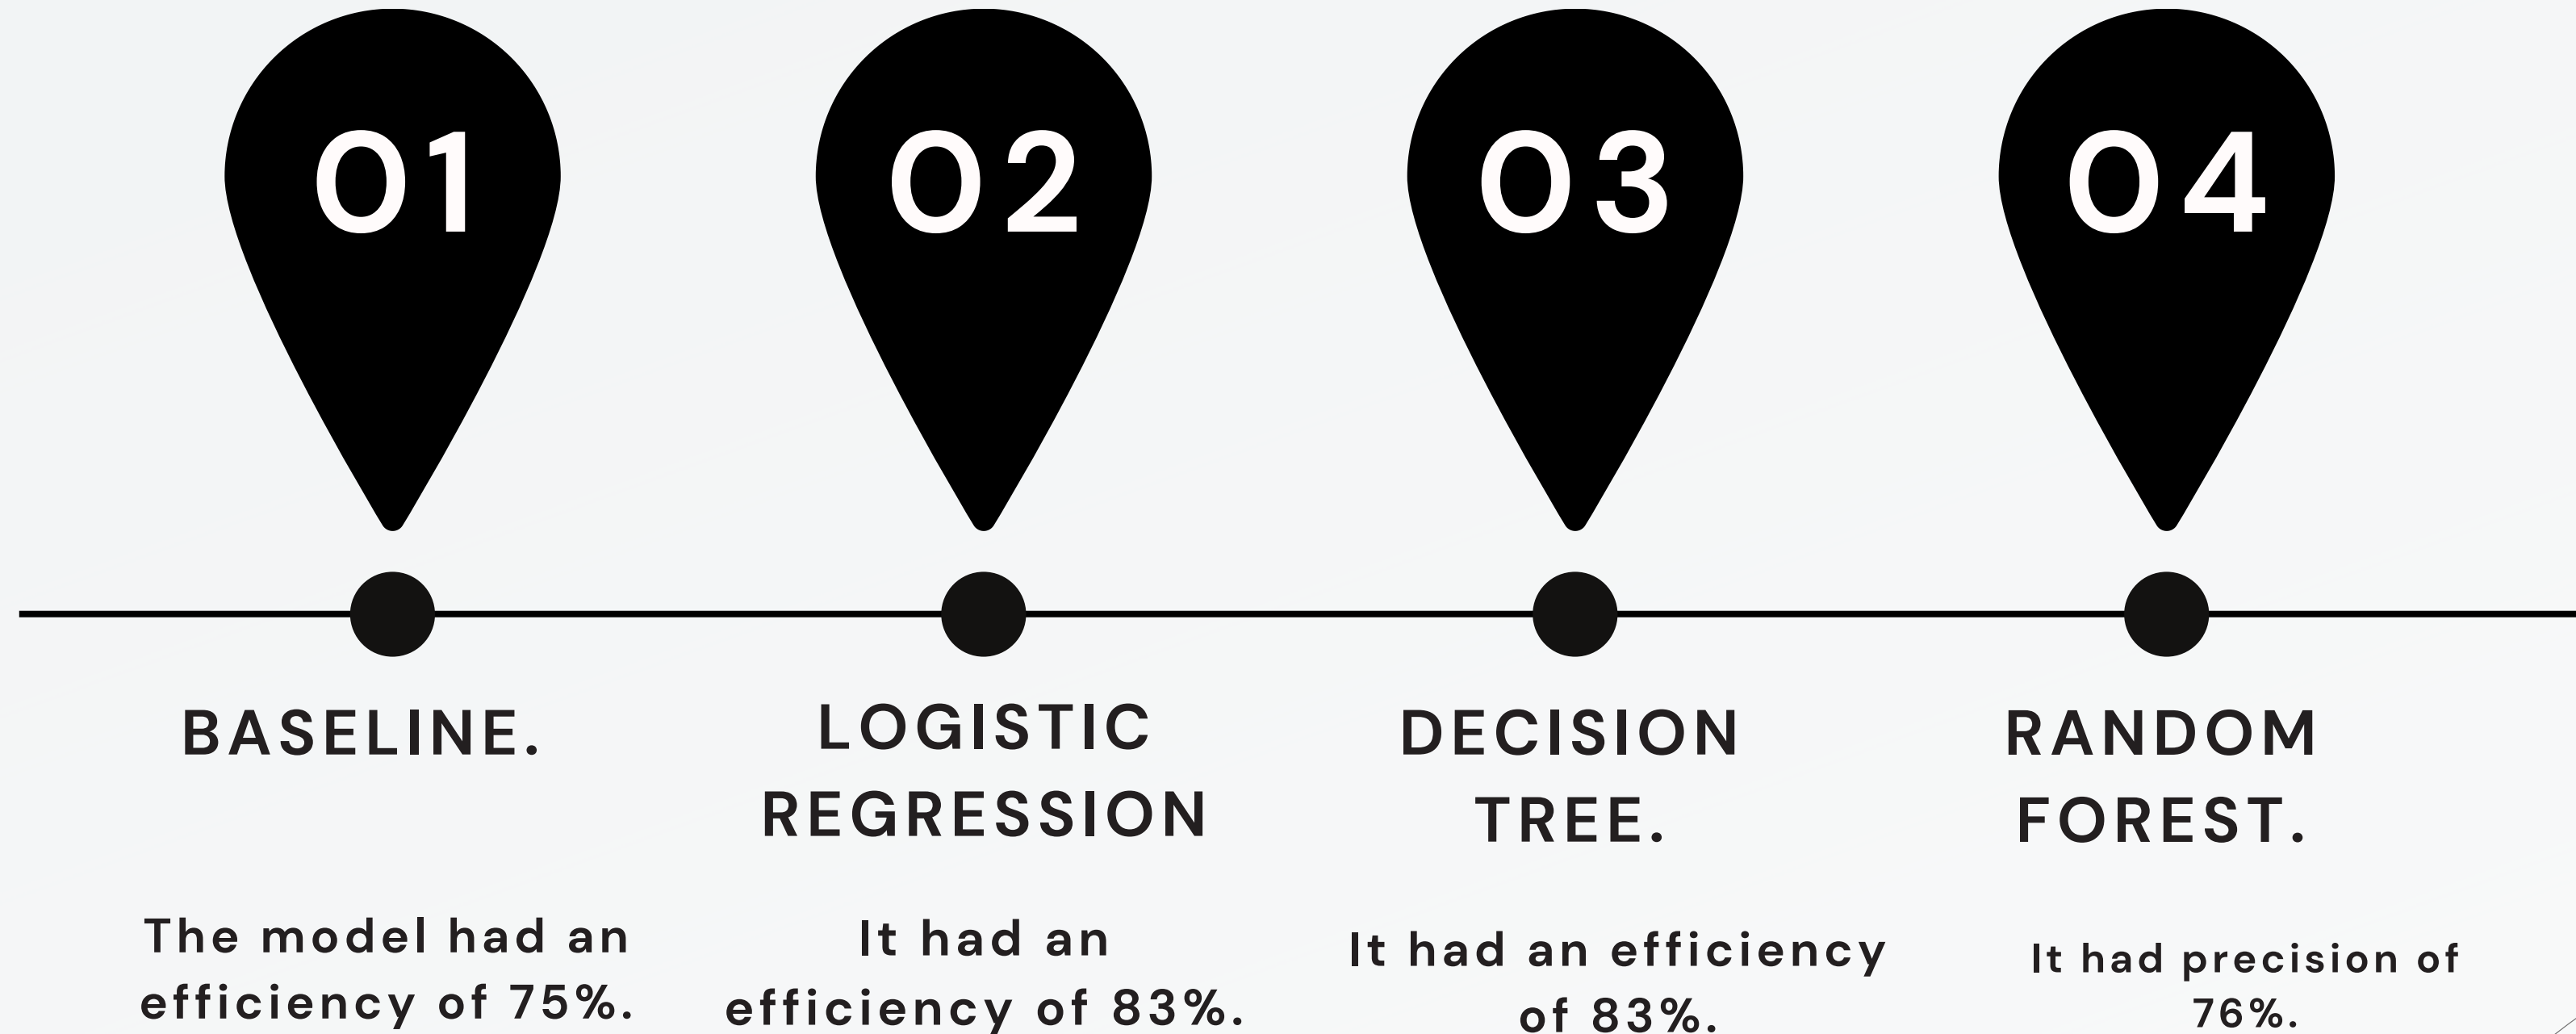 01
02
03
04
BASELINE.
LOGISTIC
REGRESSION
DECISION
TREE.
RANDOM
FOREST.
The model had an
efficiency of 75%.
It had an
efficiency of 83%.
It had an efficiency
of 83%.
It had precision of
76%.